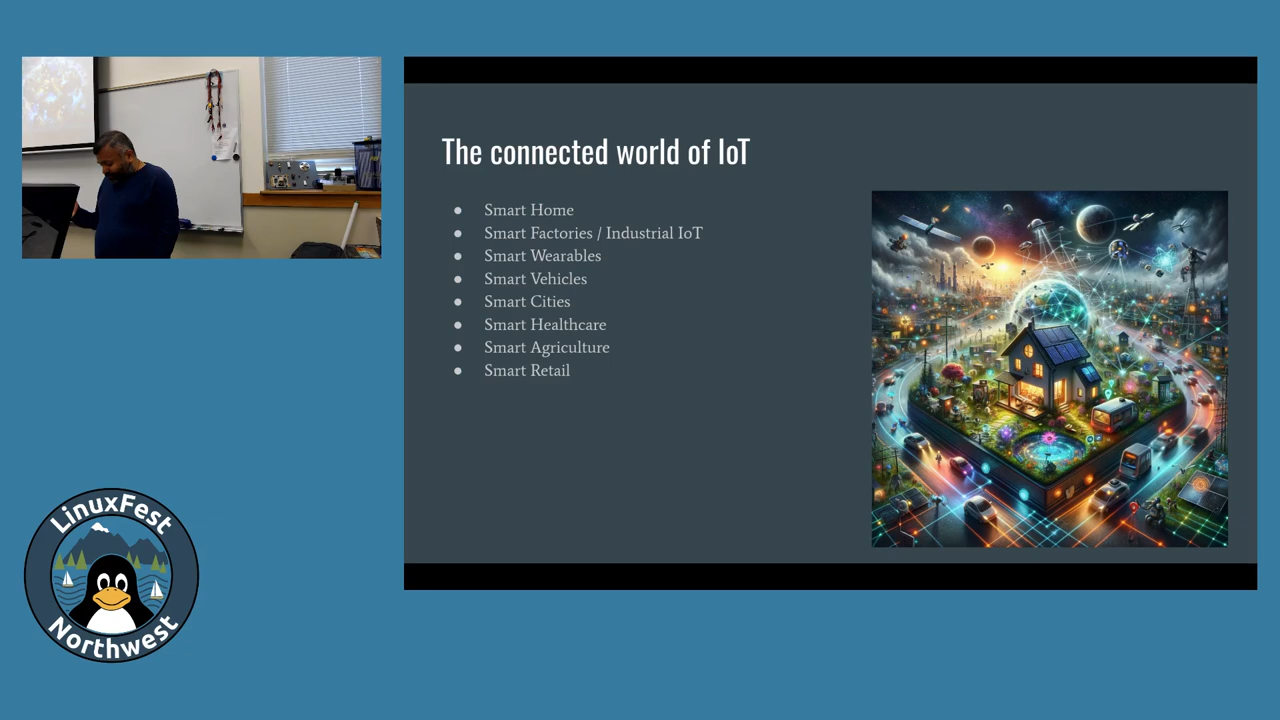 The connected world of IoT
● Smart Home
● Smart Factories / Industrial IoT
● Smart Wearables
● Smart Vehicles
● Smart Cities
● Smart Healthcare
● Smart Agriculture
● Smart Retail
LinuxFest
Northwest